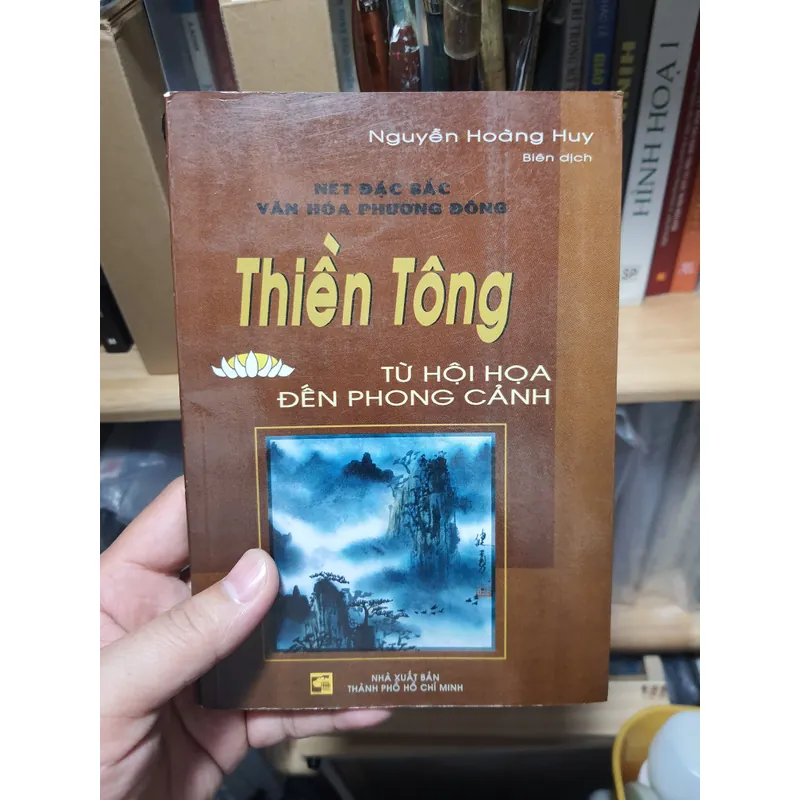 Nguyễn Hoàng Huy
Biên dịch
NÉT ĐẶC SẮC
VĂN HÓA PHƯƠNG ĐÔNG
Thiền Tông
TỪ HỘI HỌA
ĐẾN PHONG CẢNH
NHÀ XUẤT BẢN
THÀNH PHỐ HỒ CHÍ MINH
HÌNH HOẠ 1